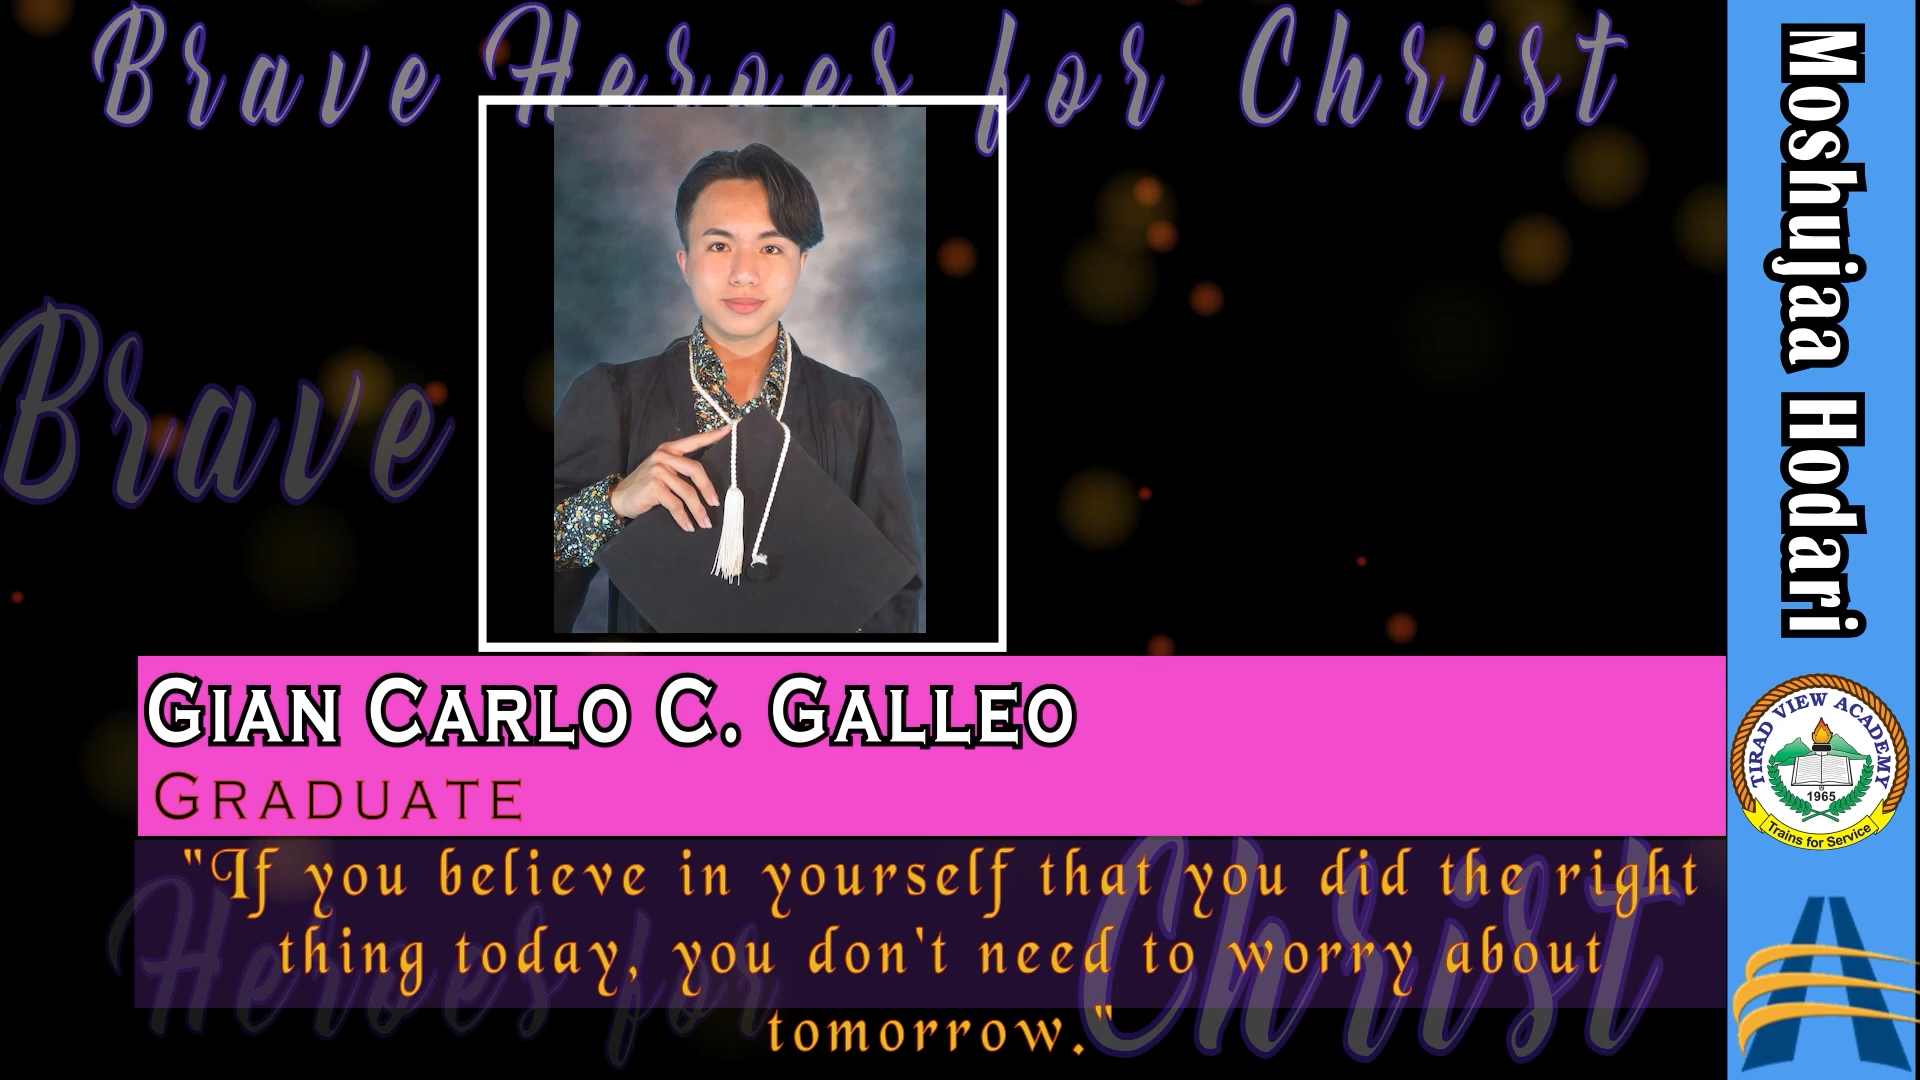 Brave Heroes for Christ
Brave
Gian Carlo C. Galleo
Graduate
"If you believe in yourself that you did the right
thing today, you don't need to worry about
tomorrow."
Heroes for
Christ
Moshujaa Hodari
TIRAD VIEW ACADEMY
1965
Trains for Service